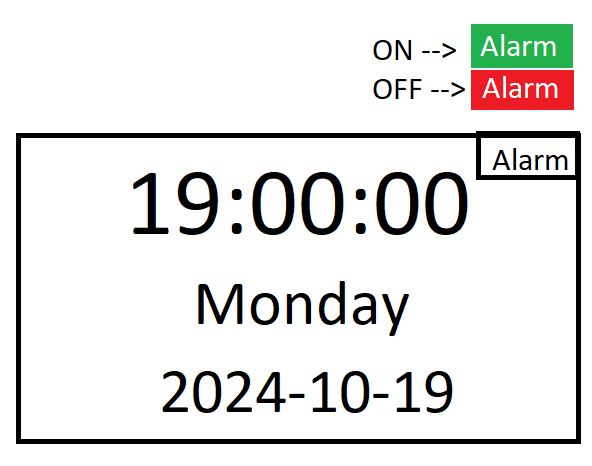 ON --> Alarm
OFF --> Alarm
Alarm
19:00:00
Monday
2024-10-19